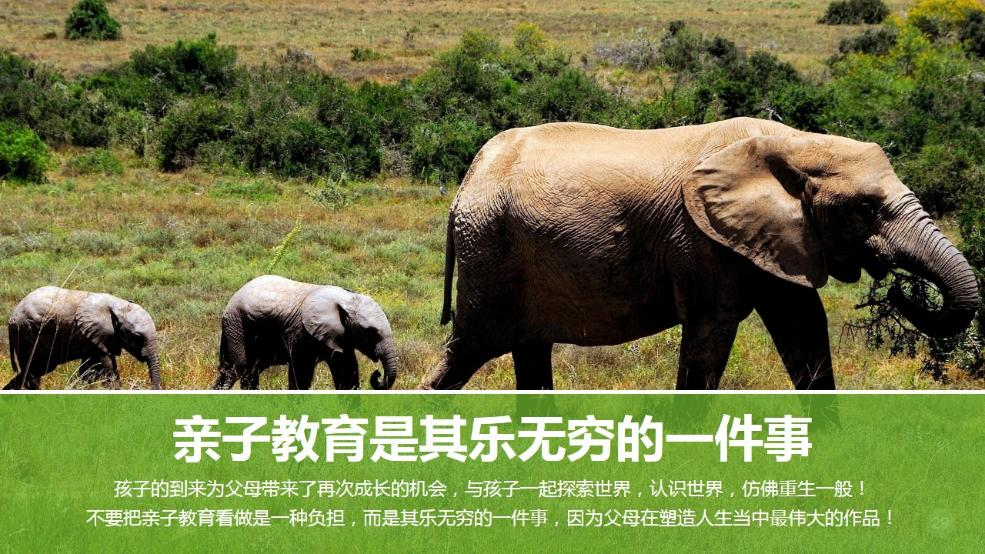 亲子教育是其乐无穷的一件事
孩子的到来为父母带来了再次成长的机会，与孩子一起探索世界，认识世界，仿佛重生一般！
不要把亲子教育看做是一种负担，而是其乐无穷的一件事，因为父母在塑造人生当中最伟大的作品！
29